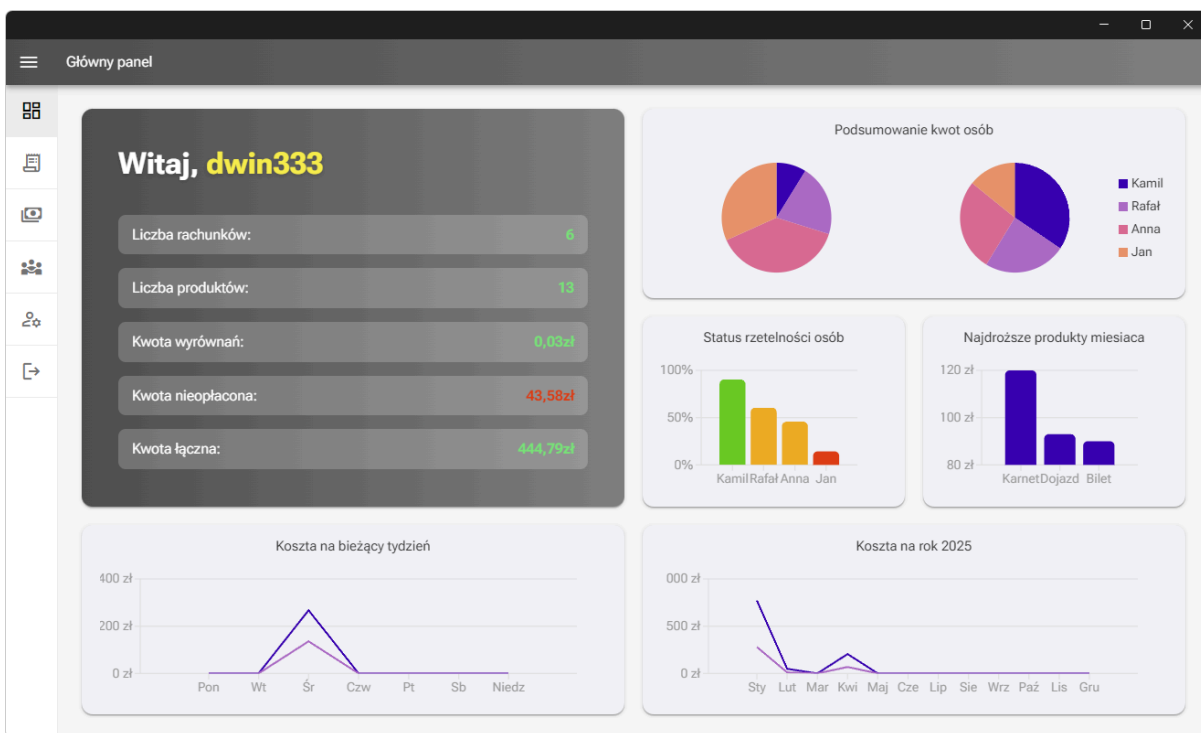 Główny panel
Witaj, dwin333
Liczba rachunków: 6
Liczba produktów: 13
Kwota wyrównań: 0,03zł
Kwota nieopłacona: 43,58zł
Kwota łączna: 444,79zł
Podsumowanie kwot osób
Kamil
Rafał
Anna
Jan
Status rzetelności osób
100%
50%
0%
Kamil Rafał Anna Jan
Najdroższe produkty miesiaca
120 zł
100 zł
80 zł
Karnet Dojazd Bilet
Koszta na bieżący tydzień
400 zł
200 zł
0 zł
Pon Wt Śr Czw Pt Sb Niedz
Koszta na rok 2025
000 zł
500 zł
0 zł
Sty Lut Mar Kwi Maj Cze Lip Sie Wrz Paź Lis Gru